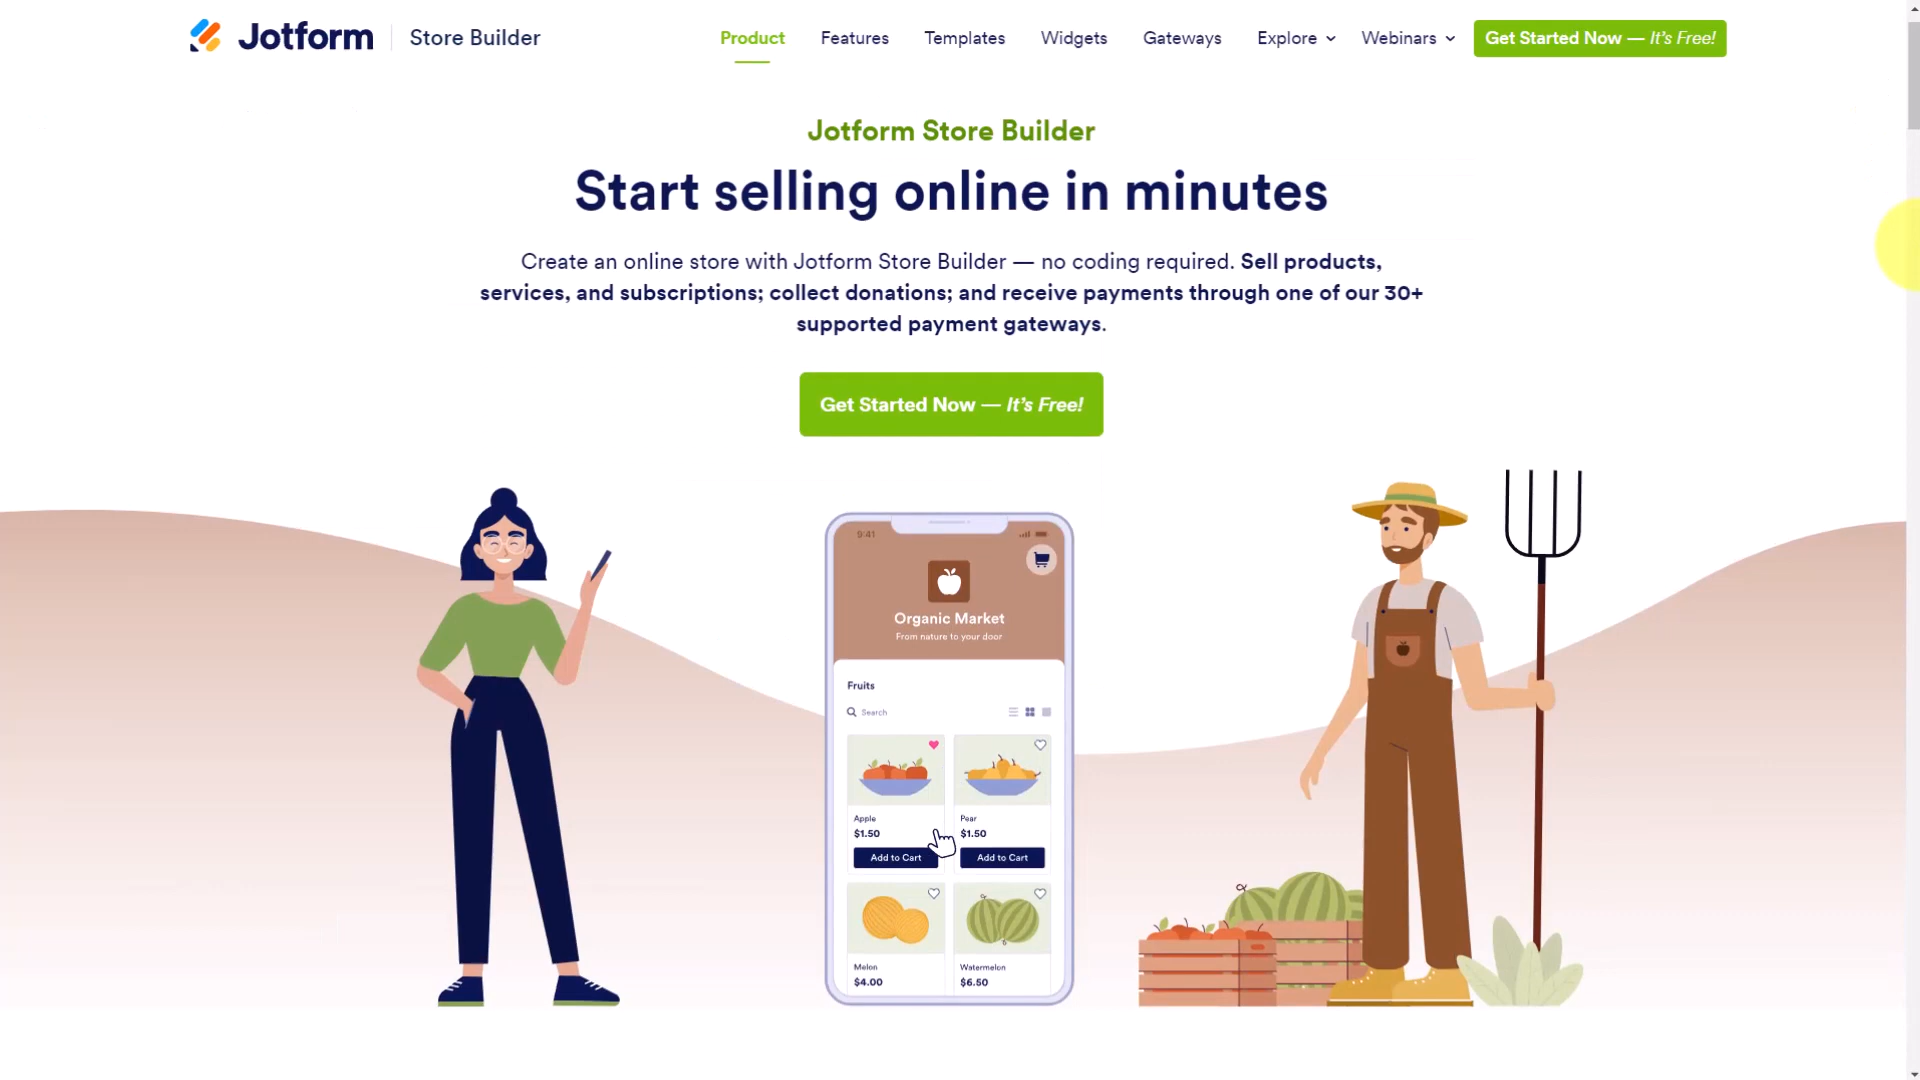 Jotform Store Builder
Product Features Templates Widgets Gateways Explore Webinars Get Started Now — It's Free!
Jotform Store Builder
Start selling online in minutes
Create an online store with Jotform Store Builder — no coding required. Sell products,
services, and subscriptions; collect donations; and receive payments through one of our 30+
supported payment gateways.
Get Started Now — It's Free!
9:41
Organic Market
From nature to your door
Fruits
Search
Apple
$1.50
Add to Cart
Pear
$1.50
Add to Cart
Melon
$4.00
Watermelon
$6.50